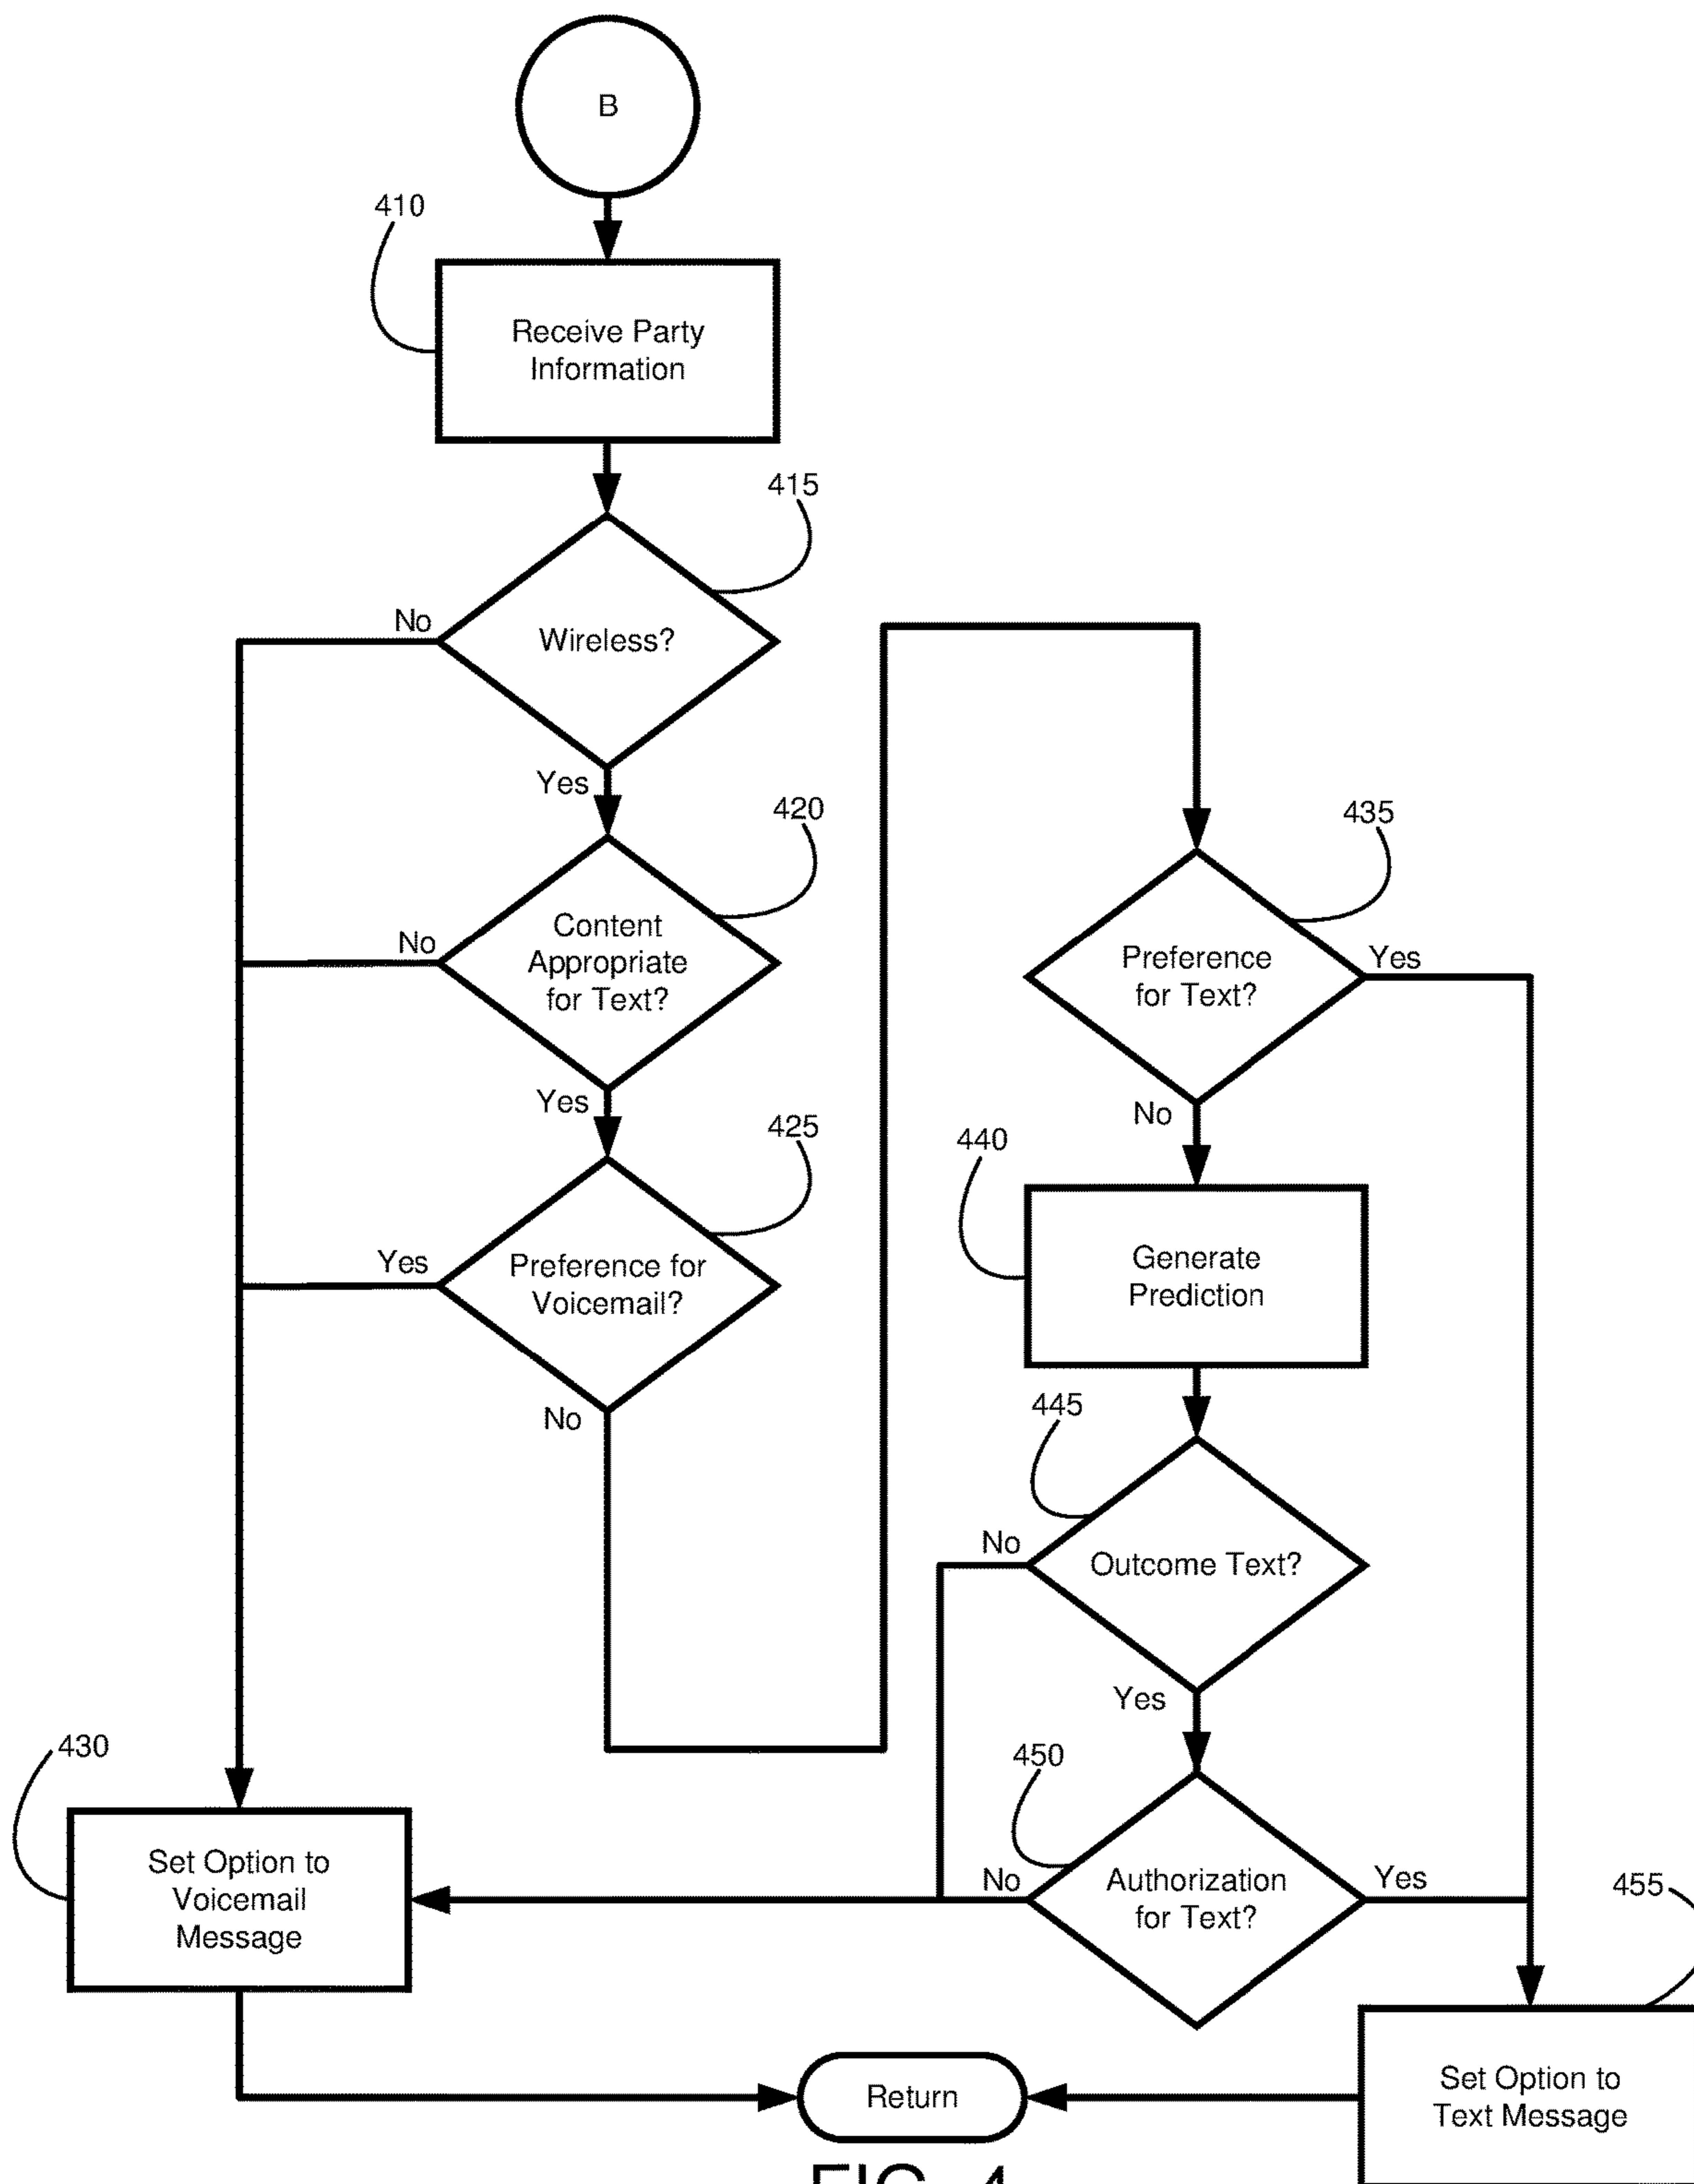 B
410
Receive Party
Information
415
No
Wireless?
Yes
420
No
Content
Appropriate
for Text?
Yes
425
Yes
Preference for
Voicemail?
No
435
Preference
for Text?
Yes
No
440
Generate
Prediction
445
No
Outcome Text?
Yes
430
Set Option to
Voicemail
Message
450
No
Authorization
for Text?
Yes
455
Set Option to
Text Message
Return
FIG. 4